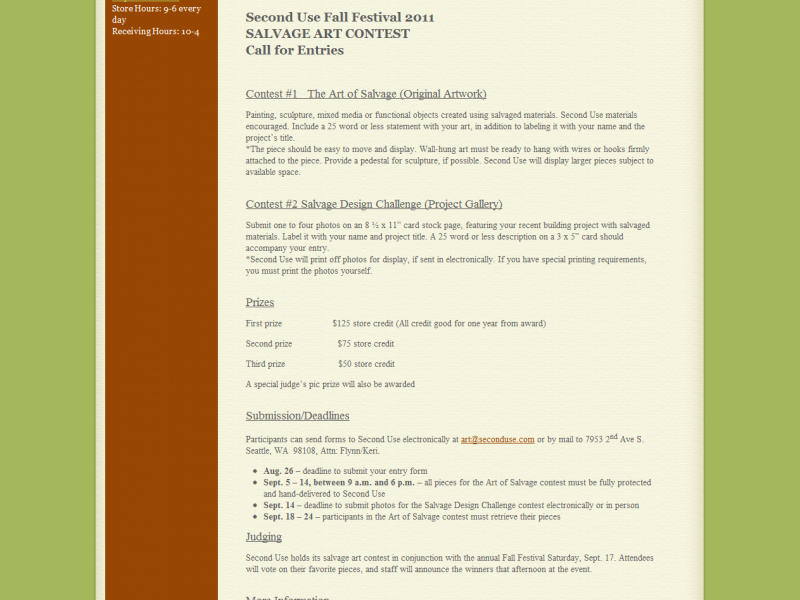 Store Hours: 9-6 every
day
Receiving Hours: 10-4
Second Use Fall Festival 2011
SALVAGE ART CONTEST
Call for Entries
Contest #1 The Art of Salvage (Original Artwork)
Painting, sculpture, mixed media or functional objects created using salvaged materials. Second Use materials
encouraged. Include a 25 word or less statement with your art, in addition to labeling it with your name and the
project's title.
*The piece should be easy to move and display. Wall-hung art must be ready to hang with wires or hooks firmly
attached to the piece. Provide a pedestal for sculpture, if possible. Second Use will display larger pieces subject to
available space.
Contest #2 Salvage Design Challenge (Project Gallery)
Submit one to four photos on an 8 ½ x 11" card stock page, featuring your recent building project with salvaged
materials. Label it with your name and project title. A 25 word or less description on a 3 x 5" card should
accompany your entry.
*Second Use will print off photos for display, if sent in electronically. If you have special printing requirements,
you must print the photos yourself.
Prizes
First prize $125 store credit (All credit good for one year from award)
Second prize $75 store credit
Third prize $50 store credit
A special judge's pic prize will also be awarded
Submission/Deadlines
Participants can send forms to Second Use electronically at art@seconduse.com or by mail to 7953 2nd Ave S.
Seattle, WA 98108, Attn: Flynn/Keri.
• Aug. 26 – deadline to submit your entry form
• Sept. 5 – 14, between 9 a.m. and 6 p.m. – all pieces for the Art of Salvage contest must be fully protected
and hand-delivered to Second Use
• Sept. 14 – deadline to submit photos for the Salvage Design Challenge contest electronically or in person
• Sept. 18 – 24 – participants in the Art of Salvage contest must retrieve their pieces
Judging
Second Use holds its salvage art contest in conjunction with the annual Fall Festival Saturday, Sept. 17. Attendees
will vote on their favorite pieces, and staff will announce the winners that afternoon at the event.
More Information